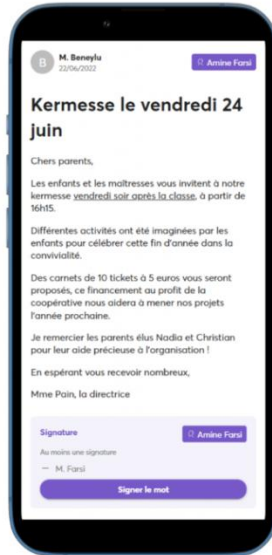 B
M. Beneylu
22/06/2022
Amine Farsi
Kermesse le vendredi 24
juin
Chers parents,
Les enfants et les maîtresses vous invitent à notre
kermesse vendredi soir après la classe, à partir de
16h15.
Différentes activités ont été imaginées par les
enfants pour célébrer cette fin d'année dans la
convivialité.
Des carnets de 10 tickets à 5 euros vous seront
proposés, ce financement au profit de la
coopérative nous aidera à mener nos projets
l'année prochaine.
Je remercier les parents élus Nadia et Christian
pour leur aide précieuse à l'organisation !
En espérant vous recevoir nombreux,
Mme Pain, la directrice
Signature
Amine Farsi
Au moins une signature
— M. Farsi
Signer le mot